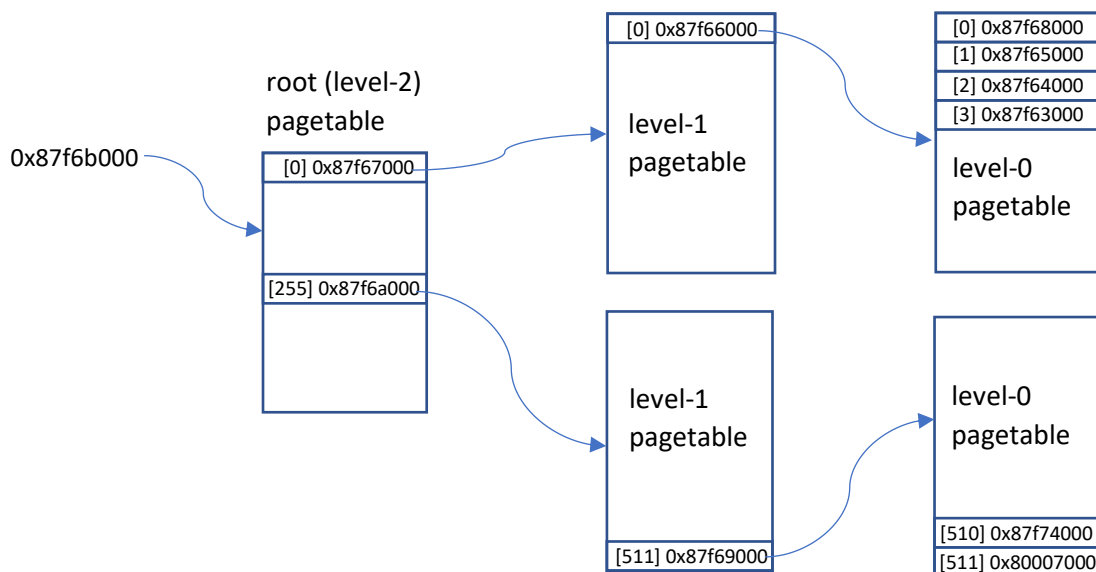 0x87f6b000
root (level-2)
pagetable
[0] 0x87f67000
[255] 0x87f6a000
[0] 0x87f66000
level-1
pagetable
[0] 0x87f68000
[1] 0x87f65000
[2] 0x87f64000
[3] 0x87f63000
level-0
pagetable
level-1
pagetable
[511] 0x87f69000
level-0
pagetable
[510] 0x87f74000
[511] 0x80007000